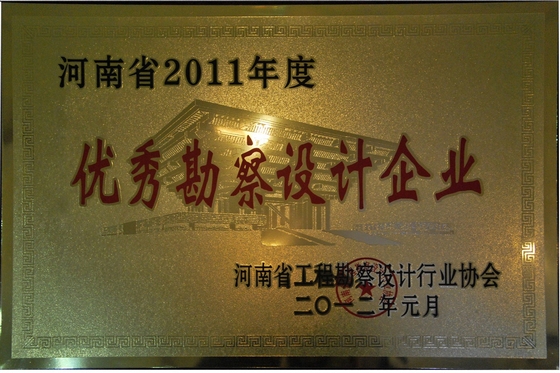 河南省2011年度
优秀勘察设计企业
河南省工程勘察设计行业协会
二〇一二年元月